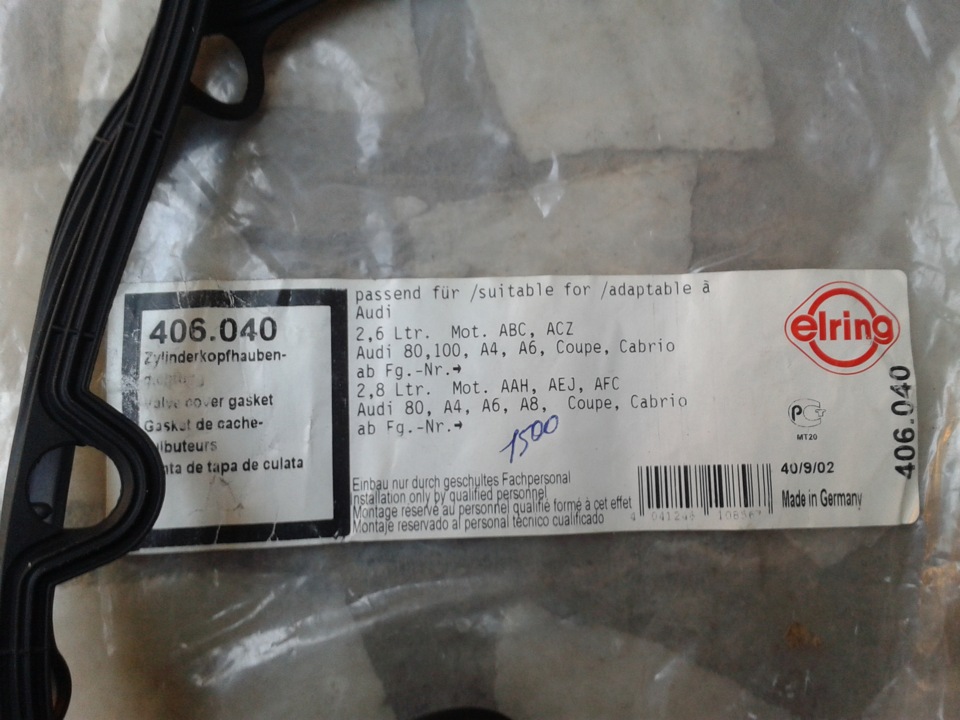 406.040
Zylinderkopfhauben-
valve cover gasket
Gasket de cache-
ata de tapa de culata
passend für /suitable for /adaptable à
Audi
2,6 Ltr. Mot. ABC, ACZ
Audi 80,100, A4, A6, Coupe, Cabrio
ab Fg.-Nr.→
2,8 Ltr. Mot. AAH, AEJ, AFC
Audi 80, A4, A6, A8, Coupe, Cabrio
ab Fg.-Nr.→
1500
Einbau nur durch geschultes Fachpersonal
Installation only by qualified personnel
Montage réservé au personnel qualifié formé à cet effet
Montaje reservado al personal técnico cualificado
elring
PCT
MT20
406.040
40/9/02
Made in Germany